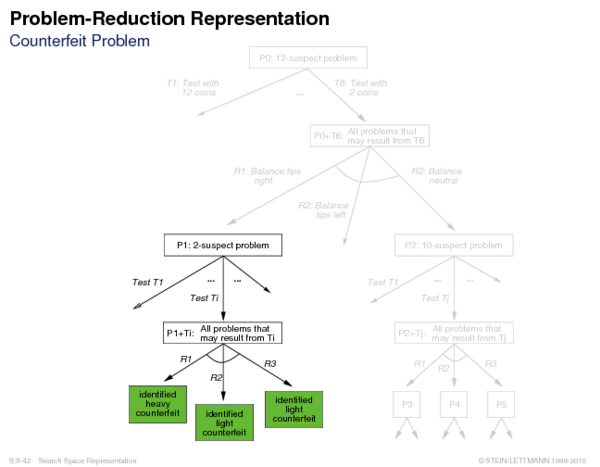 Problem-Reduction Representation
Counterfeit Problem
P0: 12-suspect problem
T1: Test with
12 coins
...
T6: Test with
2 coins
P0+T6: All problems that
may result from T6
R1: Balance tips
right
R2: Balance
neutral
R2: Balance
tips left
P1: 2-suspect problem
P2: 10-suspect problem
Test T1
... ...
Test Ti
Test T1
... ...
Test Tj
P1+Ti: All problems that
may result from Ti
P2+Tj: All problems that
may result from Tj
R1
R2
R3
R1
R2
R3
identified
heavy
counterfeit
identified
light
counterfeit
identified
light
counterfeit
P3
P4
P5
S:II-42 Search Space Representation
© STEIN/LETTMANN 1998-2015